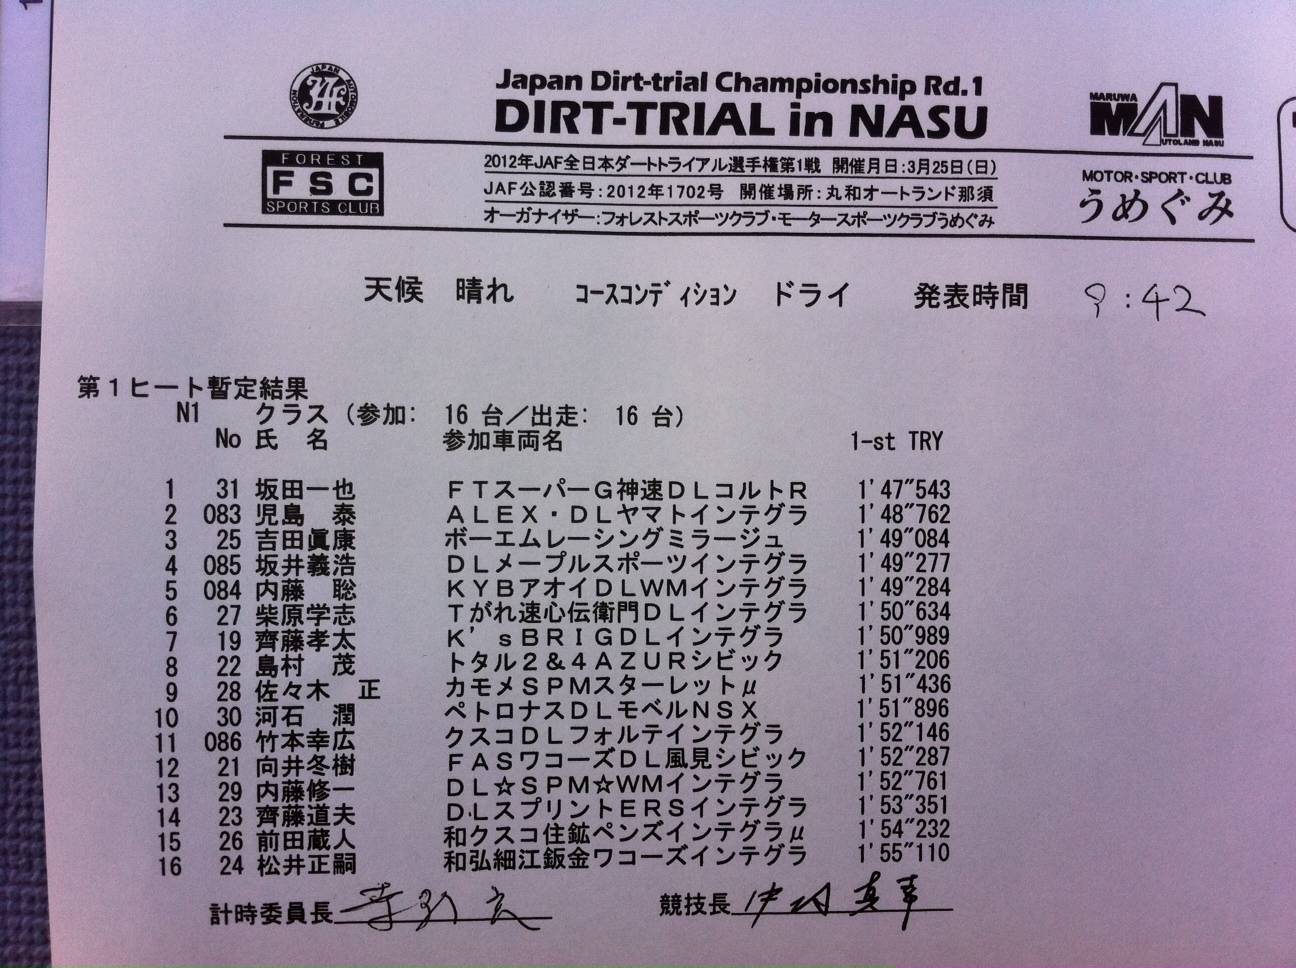 JAPAN AUTOMOBILE FEDERATION
Japan Dirt-trial Championship Rd.1
DIRT-TRIAL in NASU
MARUWA
MAN
AUTOLAND NASU
FOREST
FSC
SPORTS CLUB
2012年JAF全日本ダートトライアル選手権第1戦 開催月日:3月25日(日)
JAF公認番号:2012年1702号 開催場所:丸和オートランド那須
オーガナイザー:フォレストスポーツクラブ・モータースポーツクラブうめぐみ
MOTOR・SPORT・CLUB
うめぐみ
天候 晴れ コースコンディション ドライ 発表時間 9:42
第1ヒート暫定結果
N1 クラス (参加: 16 台/出走: 16 台)
No 氏 名 参加車両名 1-st TRY
1 31 坂田一也 FTスーパーG神速DLコルトR 1'47"543
2 083 児島 泰 ALEX・DLヤマトインテグラ 1'48"762
3 25 吉田眞康 ボーエムレーシングミラージュ 1'49"084
4 085 坂井義浩 DLメープルスポーツインテグラ 1'49"277
5 084 内藤 聡 KYBアオイDLWMインテグラ 1'49"284
6 27 柴原学志 Tがれ速心伝衛門DLインテグラ 1'50"634
7 19 齊藤孝太 K'sBRIGDLインテグラ 1'50"989
8 22 島村 茂 トタル2&4AZURシビック 1'51"206
9 28 佐々木 正 カモメSPMスターレットμ 1'51"436
10 30 河石 潤 ペトロナスDLモベルNSX 1'51"896
11 086 竹本幸広 クスコDLフォルテインテグラ 1'52"146
12 21 向井冬樹 FASワコーズDL風見シビック 1'52"287
13 29 内藤修一 DL☆SPM☆WMインテグラ 1'52"761
14 23 齊藤道夫 DLスプリントERSインテグラ 1'53"351
15 26 前田蔵人 和クスコ住鉱ペンズインテグラμ 1'54"232
16 24 松井正嗣 和弘細江鈑金ワコーズインテグラ 1'55"110
計時委員長 競技長